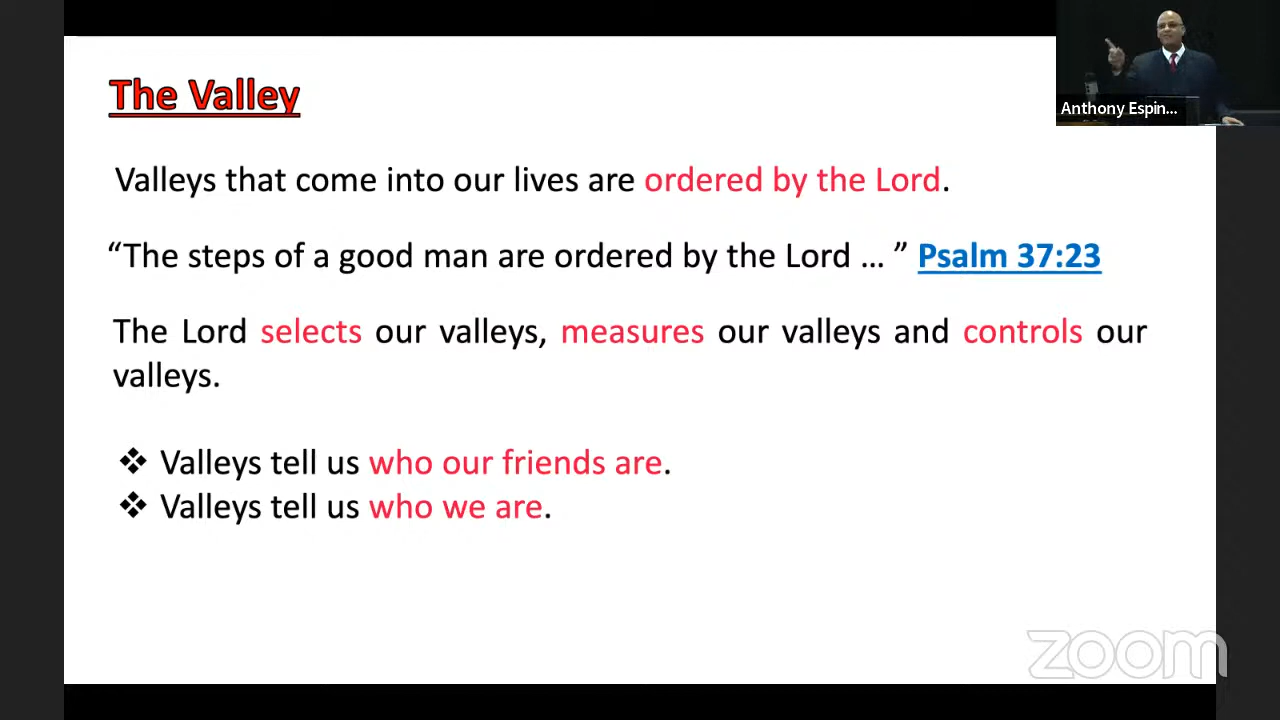 The Valley
Anthony Espin...
Valleys that come into our lives are ordered by the Lord.
“The steps of a good man are ordered by the Lord … ” Psalm 37:23
The Lord selects our valleys, measures our valleys and controls our
valleys.
❖ Valleys tell us who our friends are.
❖ Valleys tell us who we are.
zoom